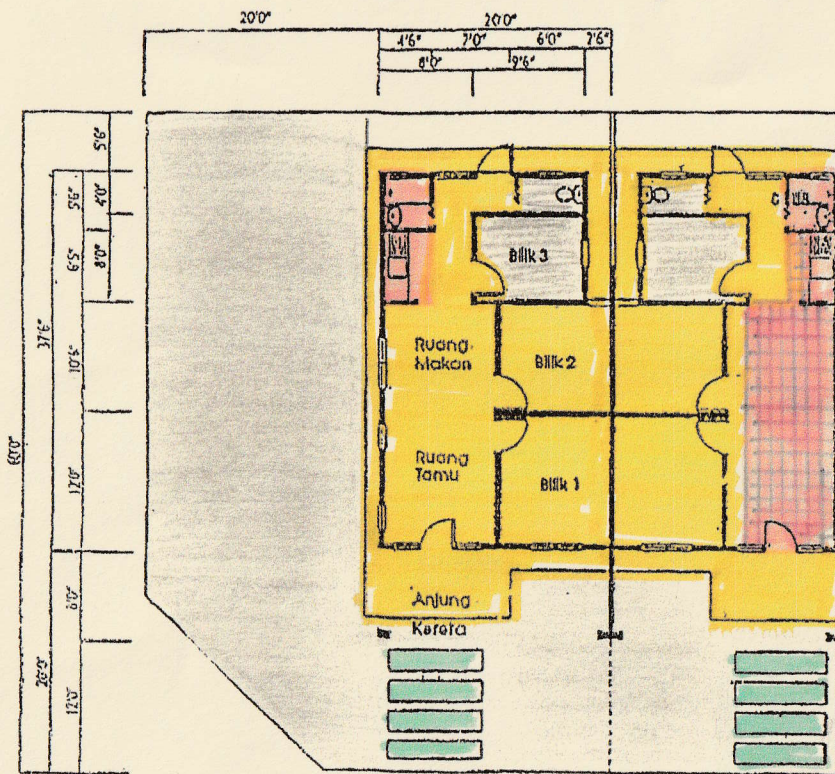 20'0"
20'0"
4'6"
7'0"
6'0"
2'6"
8'0"
9'6"
5'6"
5'6"
4'0"
6'5"
8'0"
37'6"
10'6"
60'0"
12'0"
8'0"
20'0"
12'0"
Bilik 3
Ruang
Makan
Bilik 2
Ruang
Tamu
Bilik 1
Anjung
Kereta